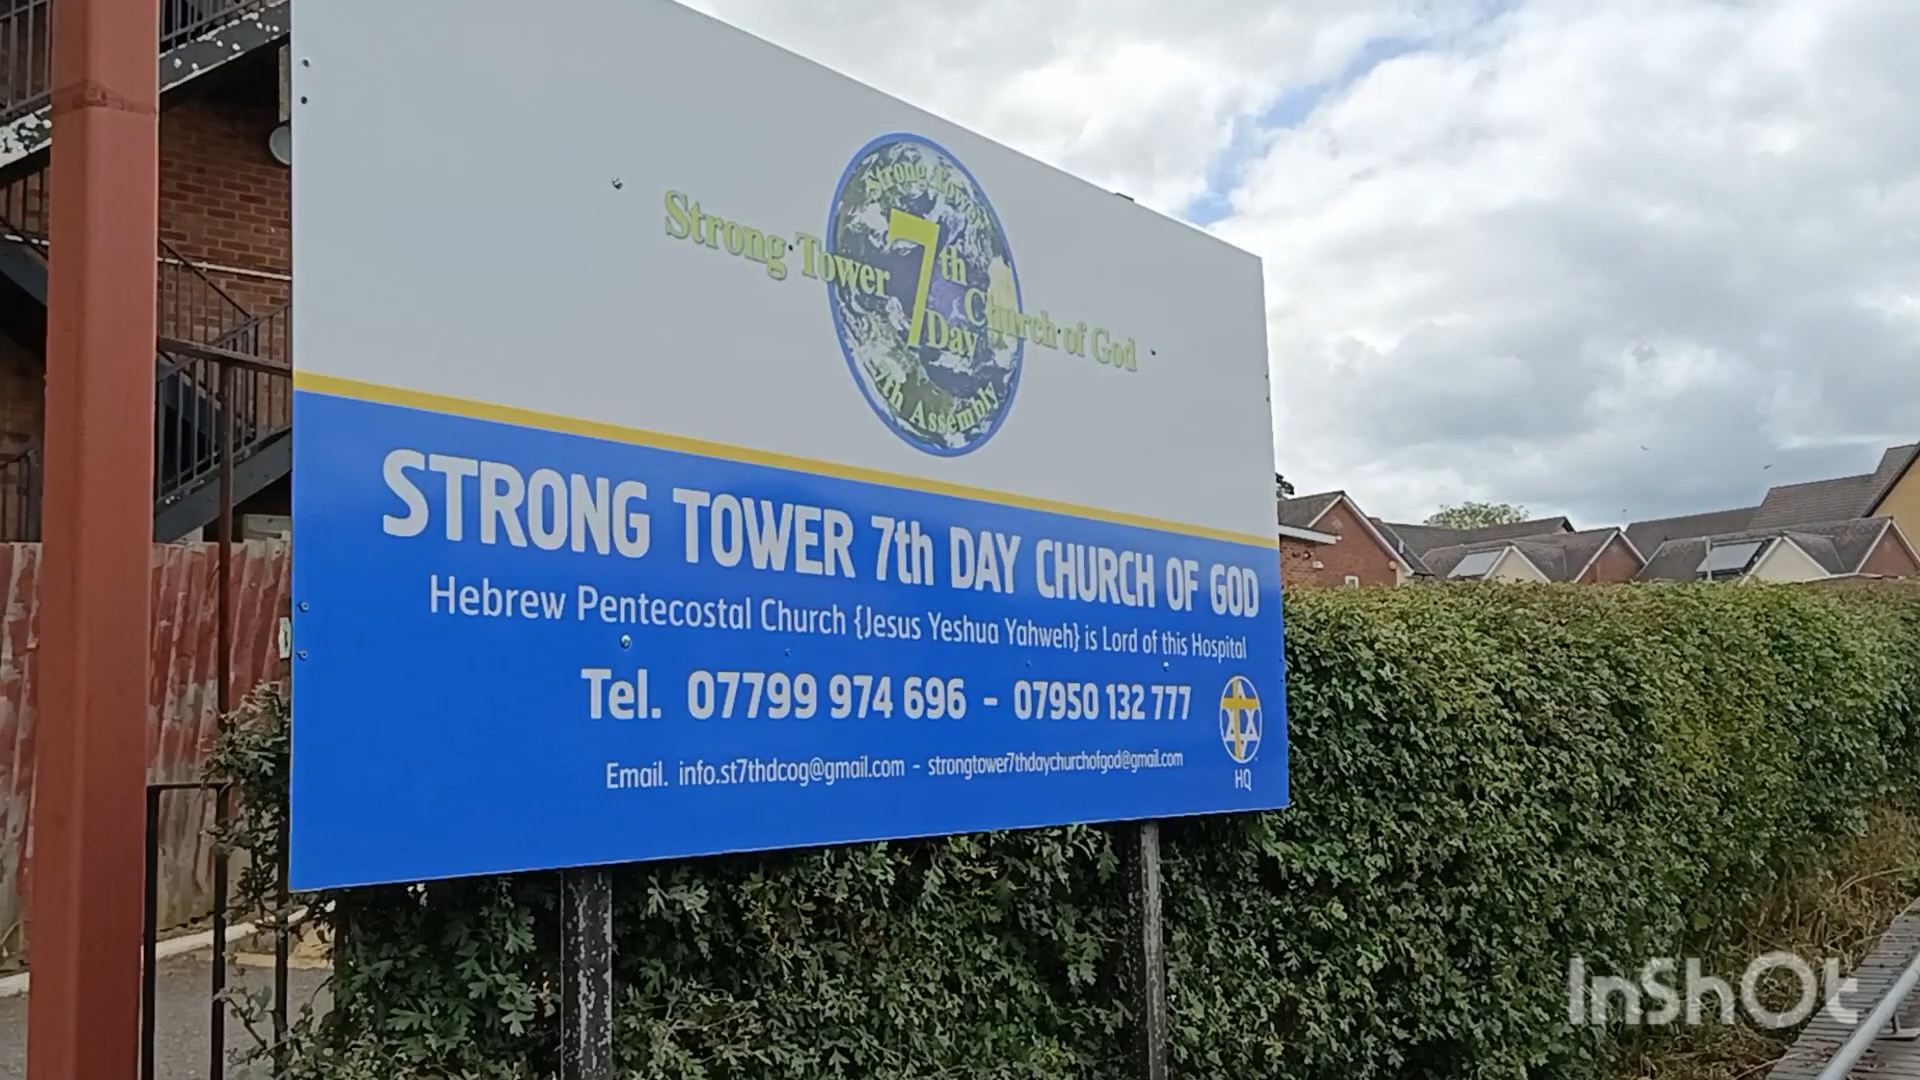 Strong Tower
Strong Tower 7th Day Church of God
7th Assembly
STRONG TOWER 7th DAY CHURCH OF GOD
Hebrew Pentecostal Church {Jesus Yeshua Yahweh} is Lord of this Hospital
Tel. 07799 974 696 - 07950 132 777
Email. info.st7thdcog@gmail.com - strongtower7thdaychurchofgod@gmail.com
HQ
InShOt